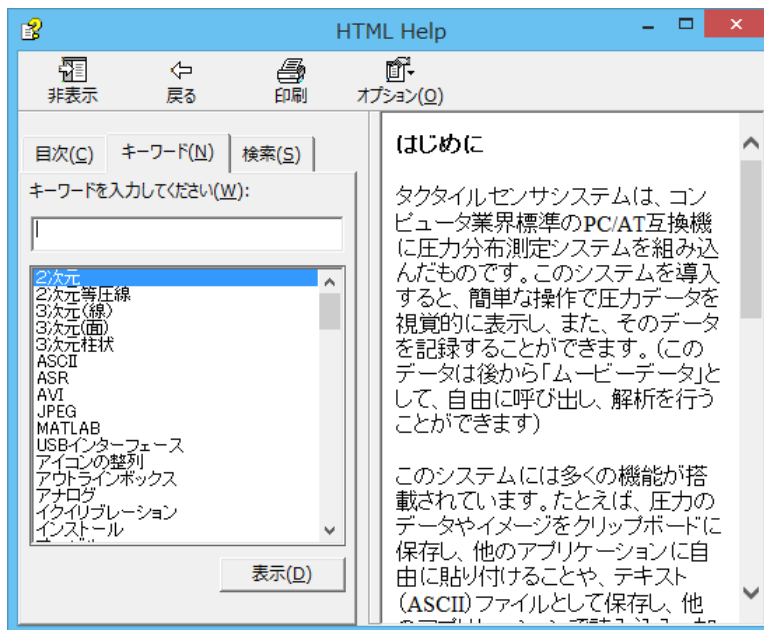 HTML Help
非表示 戻る 印刷 オプション(O)
目次(C) キーワード(N) 検索(S)
キーワードを入力してください(W):
2次元
2次元等圧線
3次元(線)
3次元(面)
3次元柱状
ASCII
ASR
AVI
JPEG
MATLAB
USBインターフェース
アイコンの整列
アウトラインボックス
アナログ
イクイリブレーション
インストール
表示(D)
はじめに
タクタイルセンサシステムは、コン
ピュータ業界標準のPC/AT互換機
に圧力分布測定システムを組み込
んだものです。このシステムを導入
すると、簡単な操作で圧力データを
視覚的に表示し、また、そのデータ
を記録することができます。(この
データは後から「ムービーデータ」と
して、自由に呼び出し、解析を行う
ことができます)
このシステムには多くの機能が搭
載されています。たとえば、圧力の
データやイメージをクリップボードに
保存し、他のアプリケーションに自
由に貼り付けることや、テキスト
(ASCII)ファイルとして保存し、他